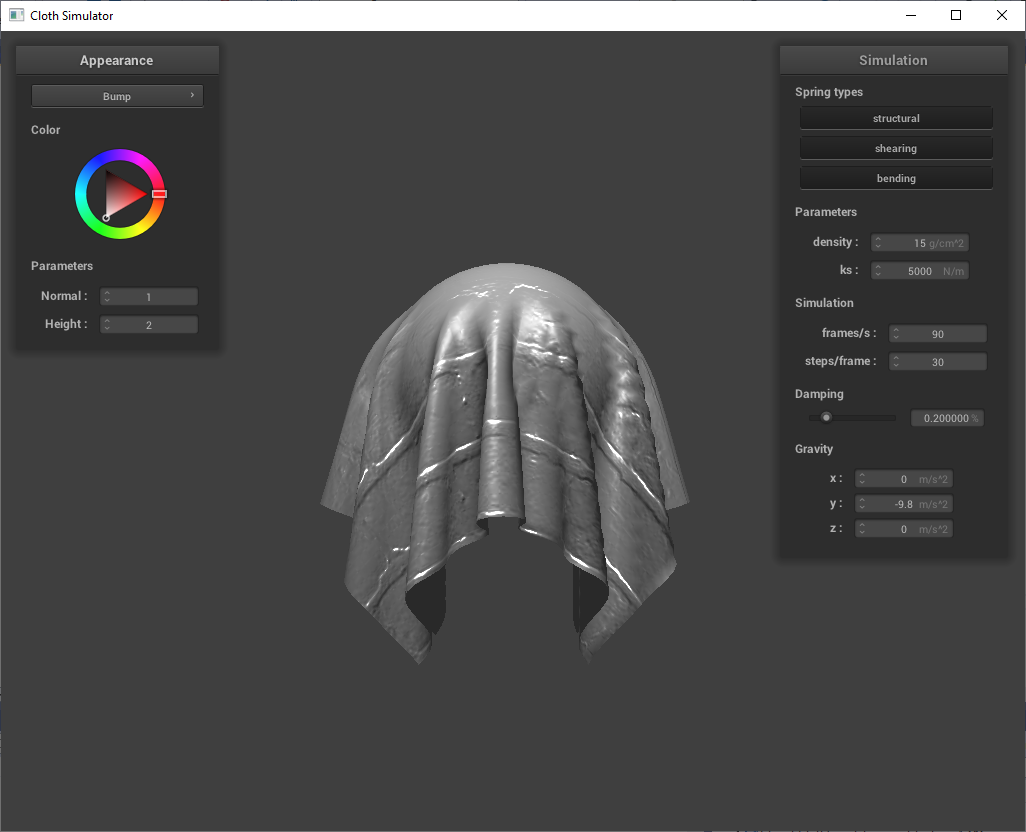 Cloth Simulator
Appearance
Bump
Color
Parameters
Normal : 1
Height : 2
Simulation
Spring types
structural
shearing
bending
Parameters
density : 15 g/cm^2
ks : 5000 N/m
Simulation
frames/s : 90
steps/frame : 30
Damping
0.200000 %
Gravity
x : 0 m/s^2
y : -9.8 m/s^2
z : 0 m/s^2